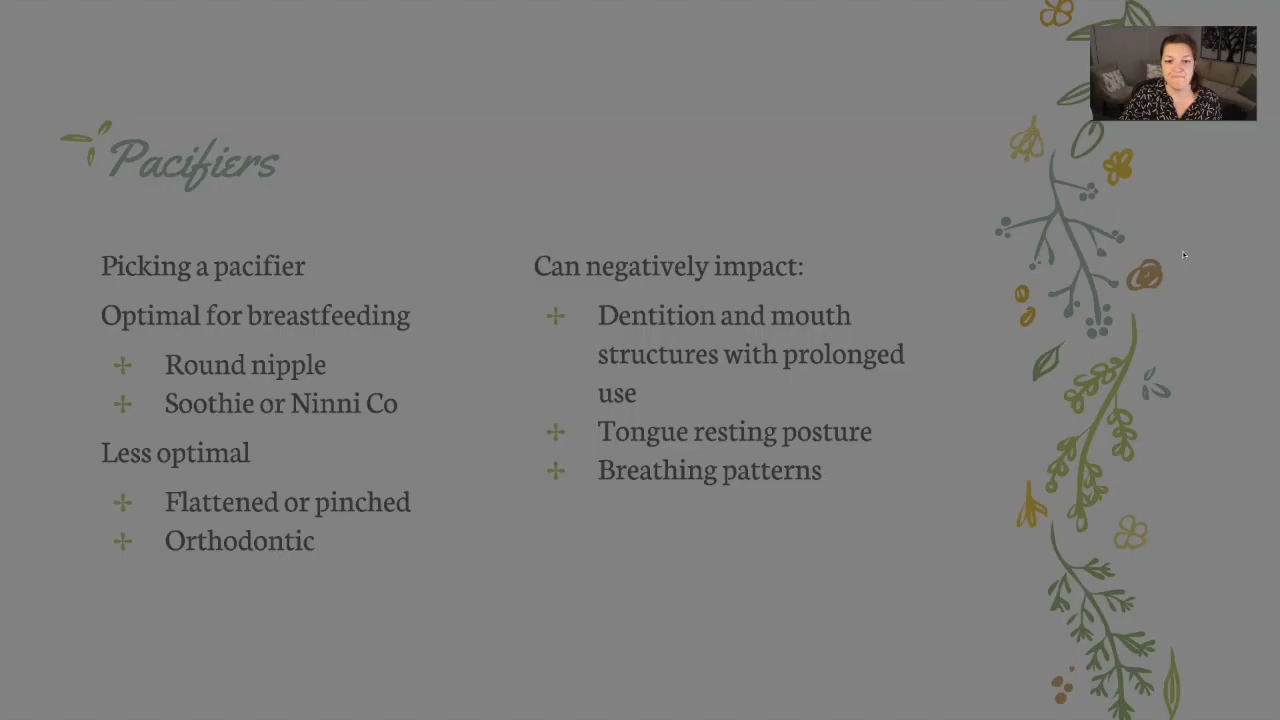 Pacifiers
Picking a pacifier
Optimal for breastfeeding
Round nipple
Soothie or Ninni Co
Less optimal
Flattened or pinched
Orthodontic
Can negatively impact:
Dentition and mouth
structures with prolonged
use
Tongue resting posture
Breathing patterns